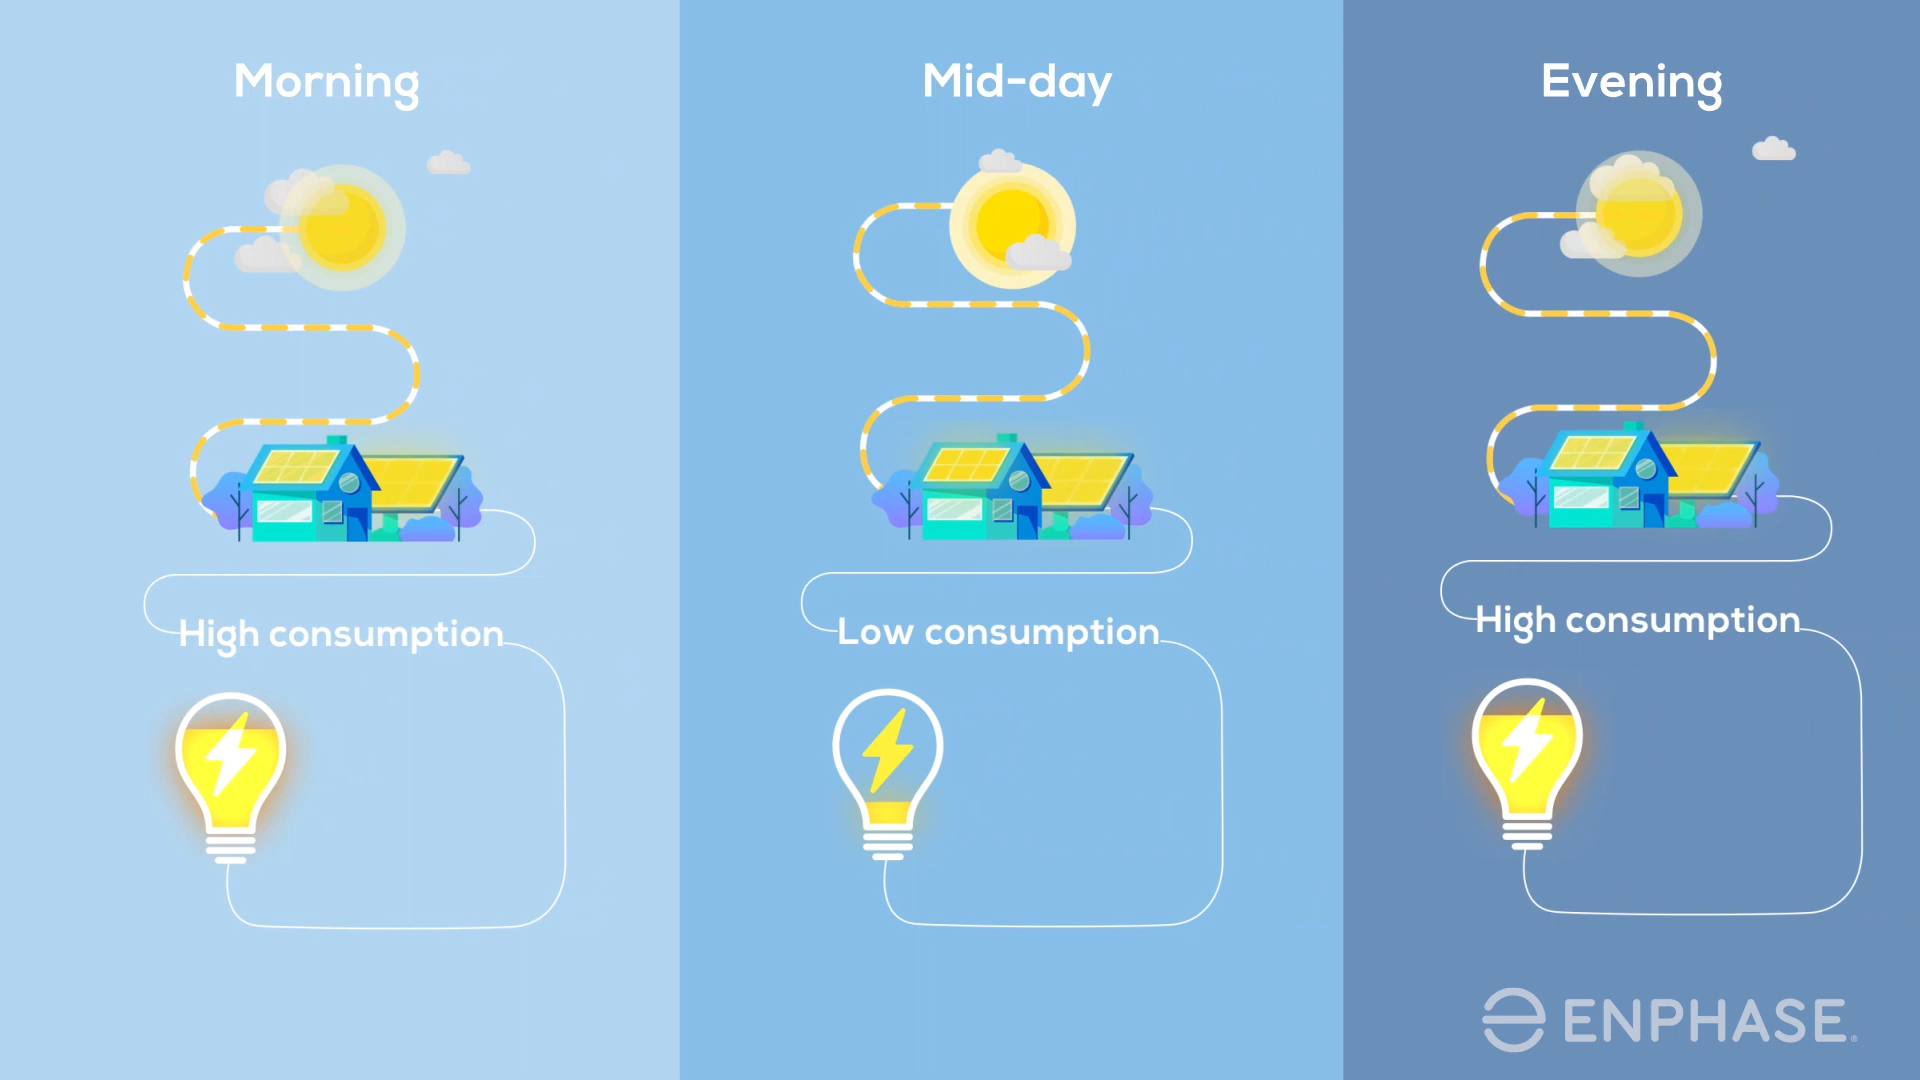 Morning
High consumption
Mid-day
Low consumption
Evening
High consumption
ENPHASE